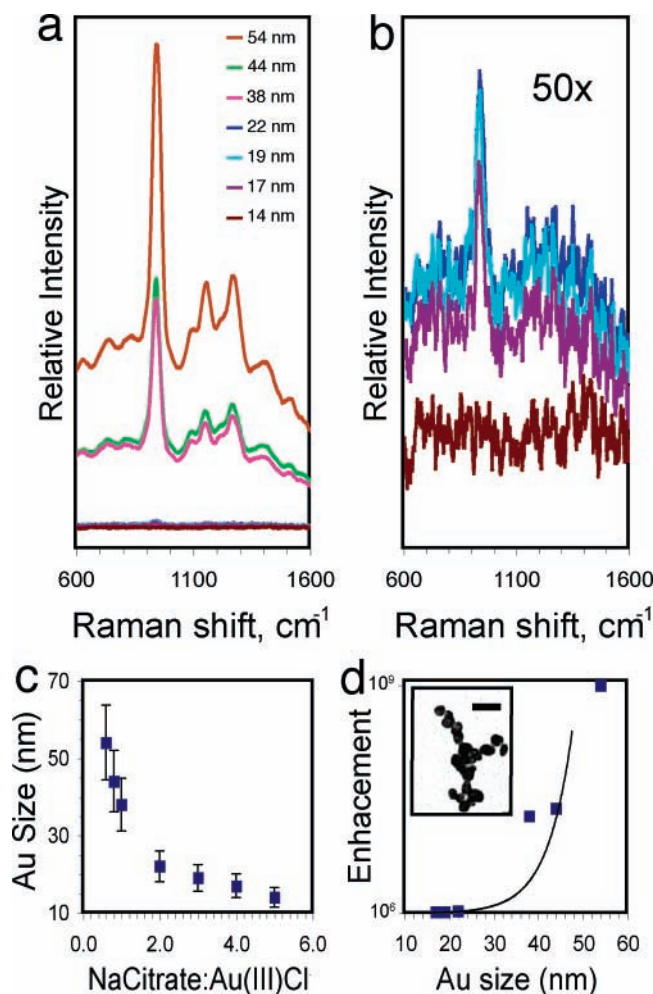 a
54 nm
44 nm
38 nm
22 nm
19 nm
17 nm
14 nm
Relative Intensity
600 1100 1600
Raman shift, cm-1
b
50x
Relative Intensity
600 1100 1600
Raman shift, cm-1
c
70
50
30
10
Au Size (nm)
0.0 2.0 4.0 6.0
NaCitrate:Au(III)Cl
d
10⁹
10⁶
Enhacement
10 20 30 40 50 60
Au size (nm)